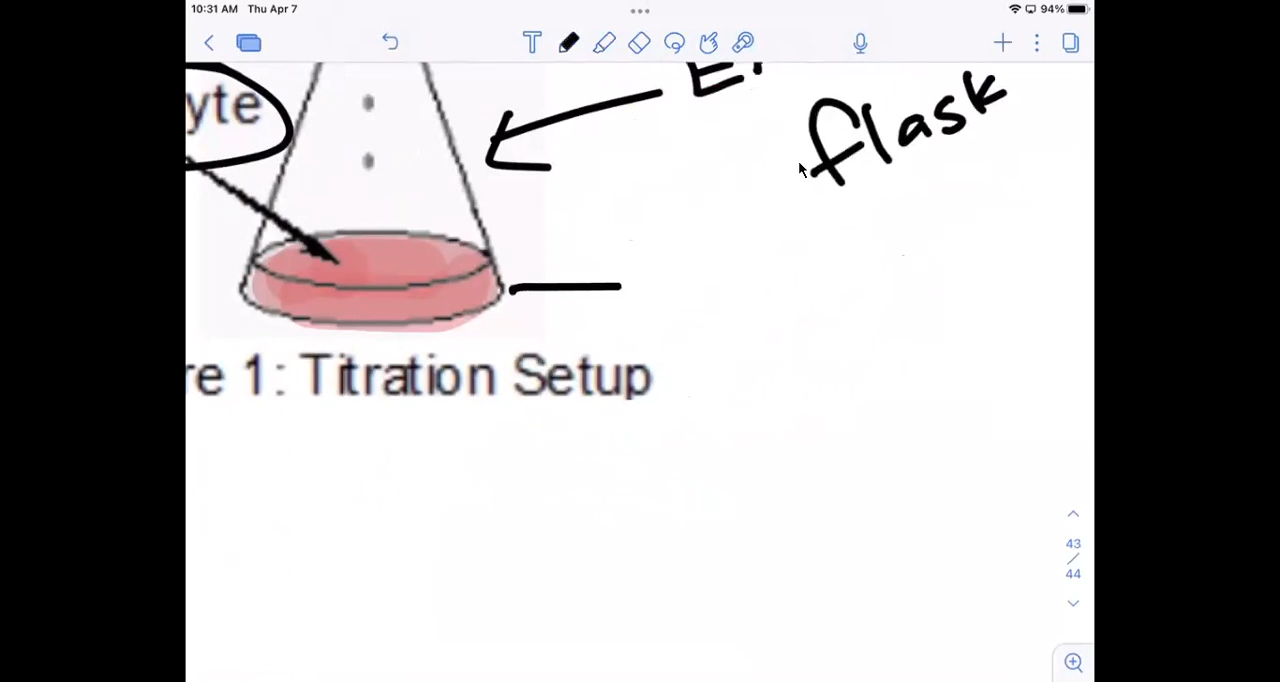 10:31 AM Thu Apr 7
94%
T
flask
yte
re 1: Titration Setup
43
44